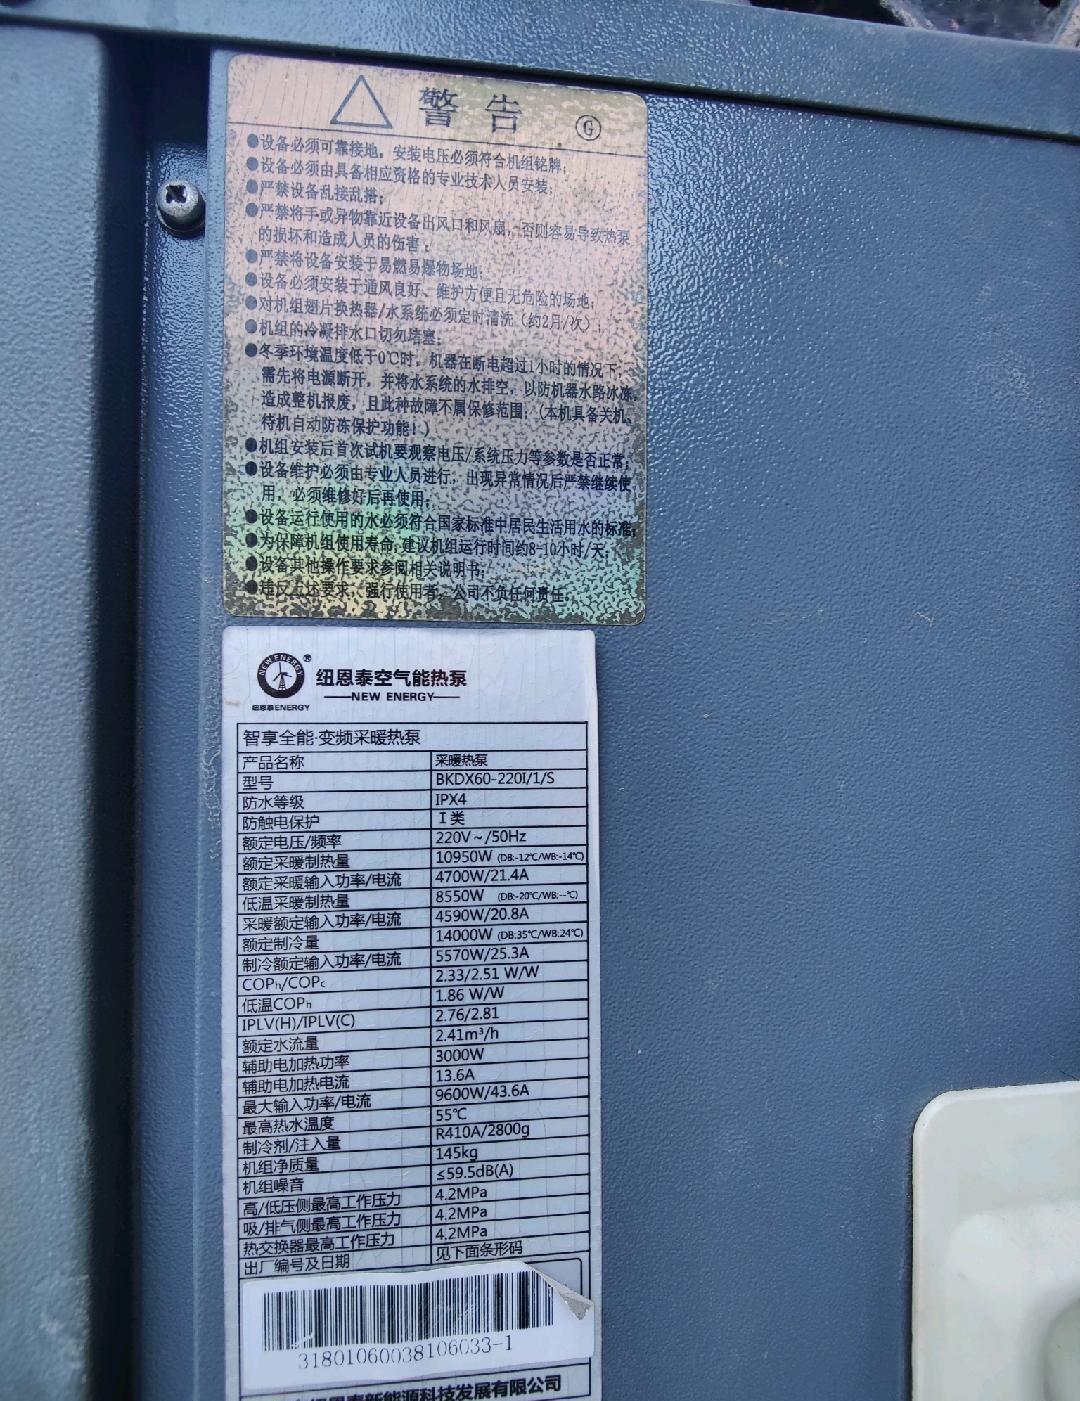 警 告 G
●设备必须可靠接地，安装电压必须符合机组铭牌；
●设备必须由具备相应资格的专业技术人员安装；
●严禁设备乱接乱搭；
●严禁将手或异物靠近设备出风口和风扇，否则容易导致热泵
的损坏和造成人员的伤害；
●严禁将设备安装于易燃易爆物场地；
●设备必须安装于通风良好、维护方便且无危险的场地；
●对机组翅片换热器/水系统必须定时清洗（约2月/次）；
●机组的冷凝排水口切勿堵塞；
●冬季环境温度低于0℃时，机器在断电超过1小时的情况下，
需先将电源断开，并将水系统的水排空，以防机器水路冰冻，
造成整机报废，且此种故障不属保修范围；（本机具备关机、
待机自动防冻保护功能！）
●机组安装后首次试机要观察电压/系统压力等参数是否正常；
●设备维护必须由专业人员进行，出现异常情况后严禁继续使
用，必须维修好后再使用；
●设备运行使用的水必须符合国家标准中居民生活用水的标准；
●为保障机组使用寿命，建议机组运行时间约8-10小时/天；
●设备其他操作要求参阅相关说明书；
●违反上述要求，强行使用者，公司不负任何责任。
NEW ENERGY ®
纽恩泰ENERGY
纽恩泰空气能热泵
NEW ENERGY
智享全能·变频采暖热泵
产品名称 采暖热泵
型号 BKDX60-220I/1/S
防水等级 IPX4
防触电保护 I类
额定电压/频率 220V～/50Hz
额定采暖制热量 10950W (DB:-12℃/WB:-14℃)
额定采暖输入功率/电流 4700W/21.4A
低温采暖制热量 8550W (DB:-20℃/WB:--℃)
采暖额定输入功率/电流 4590W/20.8A
额定制冷量 14000W (DB:35℃/WB:24℃)
制冷额定输入功率/电流 5570W/25.3A
COPh/COPc 2.33/2.51 W/W
低温COPh 1.86 W/W
IPLV(H)/IPLV(C) 2.76/2.81
额定水流量 2.41m³/h
辅助电加热功率 3000W
辅助电加热电流 13.6A
最大输入功率/电流 9600W/43.6A
最高热水温度 55℃
制冷剂/注入量 R410A/2800g
机组净质量 145kg
机组噪音 ≤59.5dB(A)
高/低压侧最高工作压力 4.2MPa
吸/排气侧最高工作压力 4.2MPa
热交换器最高工作压力 4.2MPa
出厂编号及日期 见下面条形码
31801060038106033-1
纽恩泰新能源科技发展有限公司